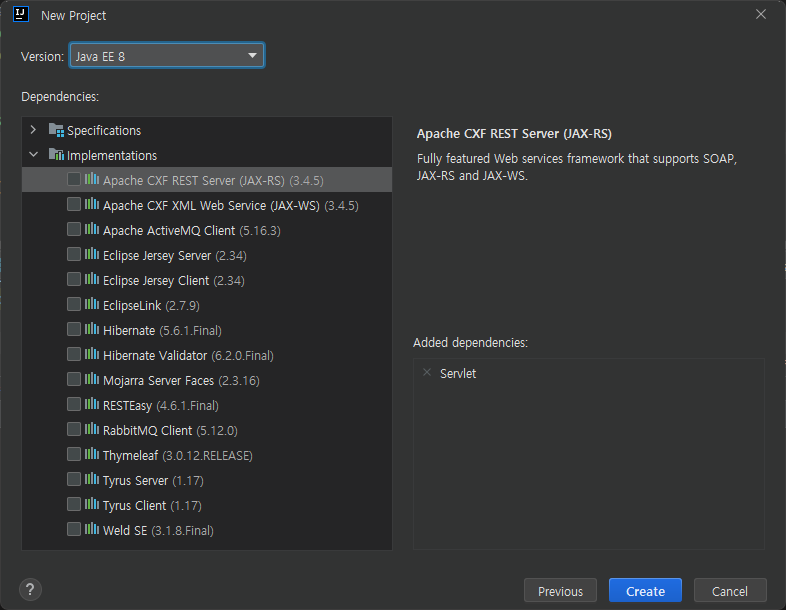 New Project
Version: Java EE 8
Dependencies:
Specifications
Implementations
Apache CXF REST Server (JAX-RS) (3.4.5)
Apache CXF XML Web Service (JAX-WS) (3.4.5)
Apache ActiveMQ Client (5.16.3)
Eclipse Jersey Server (2.34)
Eclipse Jersey Client (2.34)
EclipseLink (2.7.9)
Hibernate (5.6.1.Final)
Hibernate Validator (6.2.0.Final)
Mojarra Server Faces (2.3.16)
RESTEasy (4.6.1.Final)
RabbitMQ Client (5.12.0)
Thymeleaf (3.0.12.RELEASE)
Tyrus Server (1.17)
Tyrus Client (1.17)
Weld SE (3.1.8.Final)
Apache CXF REST Server (JAX-RS)
Fully featured Web services framework that supports SOAP,
JAX-RS and JAX-WS.
Added dependencies:
Servlet
?
Previous
Create
Cancel